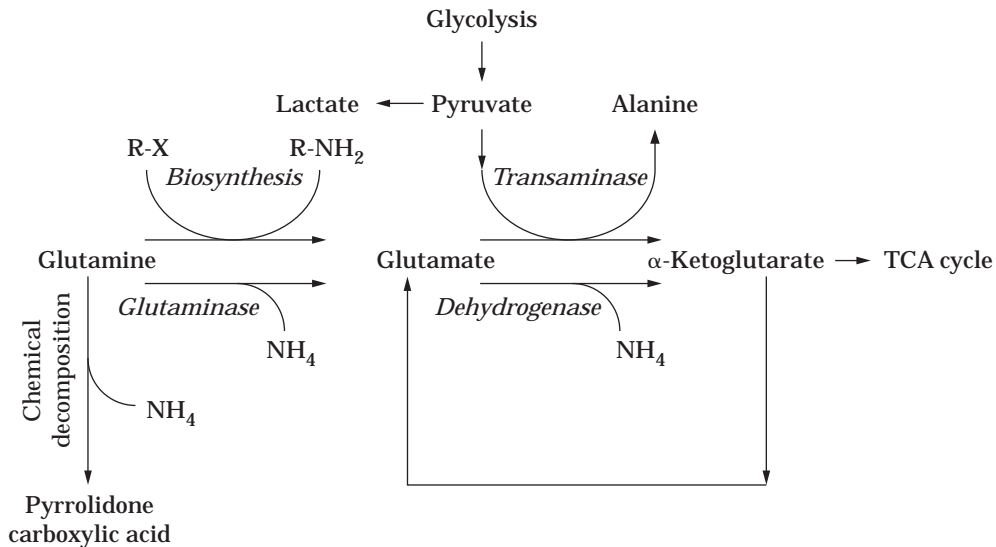 Glycolysis
Lactate
Pyruvate
Alanine
R-X
R-NH₂
Biosynthesis
Transaminase
Glutamine
Glutamate
α-Ketoglutarate
TCA cycle
Glutaminase
Dehydrogenase
NH₄
NH₄
Chemical
decomposition
NH₄
Pyrrolidone
carboxylic acid